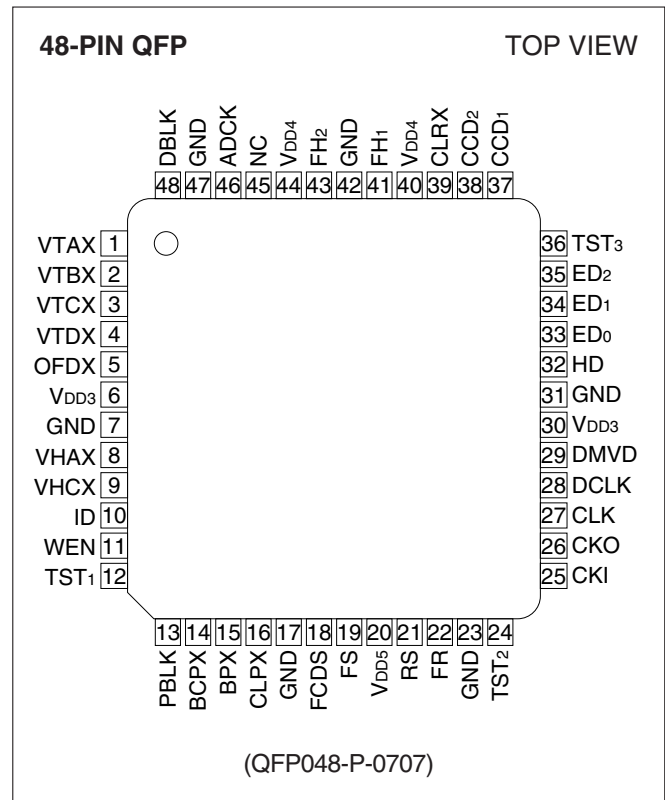 48-PIN QFP TOP VIEW
DBLK GND ADCK NC VDD4 FH2 GND FH1 VDD4 CLRX CCD2 CCD1
48 47 46 45 44 43 42 41 40 39 38 37
VTAX 1 36 TST3
VTBX 2 35 ED2
VTCX 3 34 ED1
VTDX 4 33 ED0
OFDX 5 32 HD
VDD3 6 31 GND
GND 7 30 VDD3
VHAX 8 29 DMVD
VHCX 9 28 DCLK
ID 10 27 CLK
WEN 11 26 CKO
TST1 12 25 CKI
13 14 15 16 17 18 19 20 21 22 23 24
PBLK BCPX BPX CLPX GND FCDS FS VDD5 RS FR GND TST2
(QFP048-P-0707)